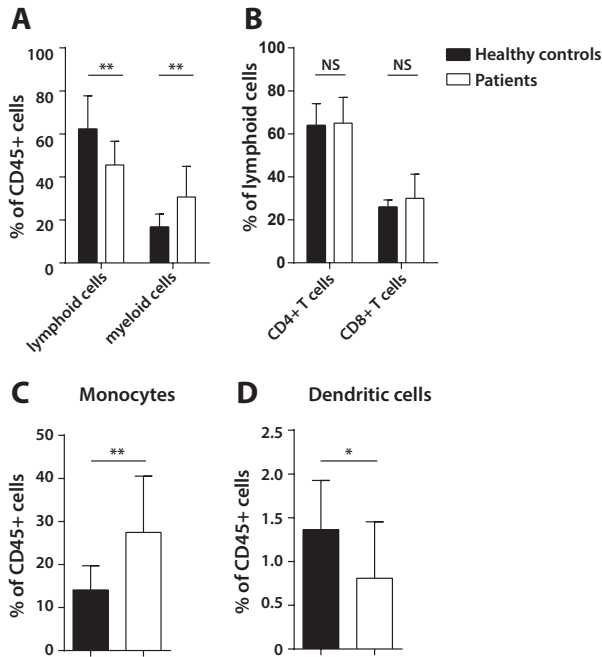 A
100
80
60
40
20
0
% of CD45+ cells
**
**
lymphoid cells
myeloid cells
B
100
80
60
40
20
0
% of lymphoid cells
NS
NS
CD4+ T cells
CD8+ T cells
Healthy controls
Patients
C
Monocytes
50
40
30
20
10
0
% of CD45+ cells
**
D
Dendritic cells
2.5
2.0
1.5
1.0
0.5
0
% of CD45+ cells
*